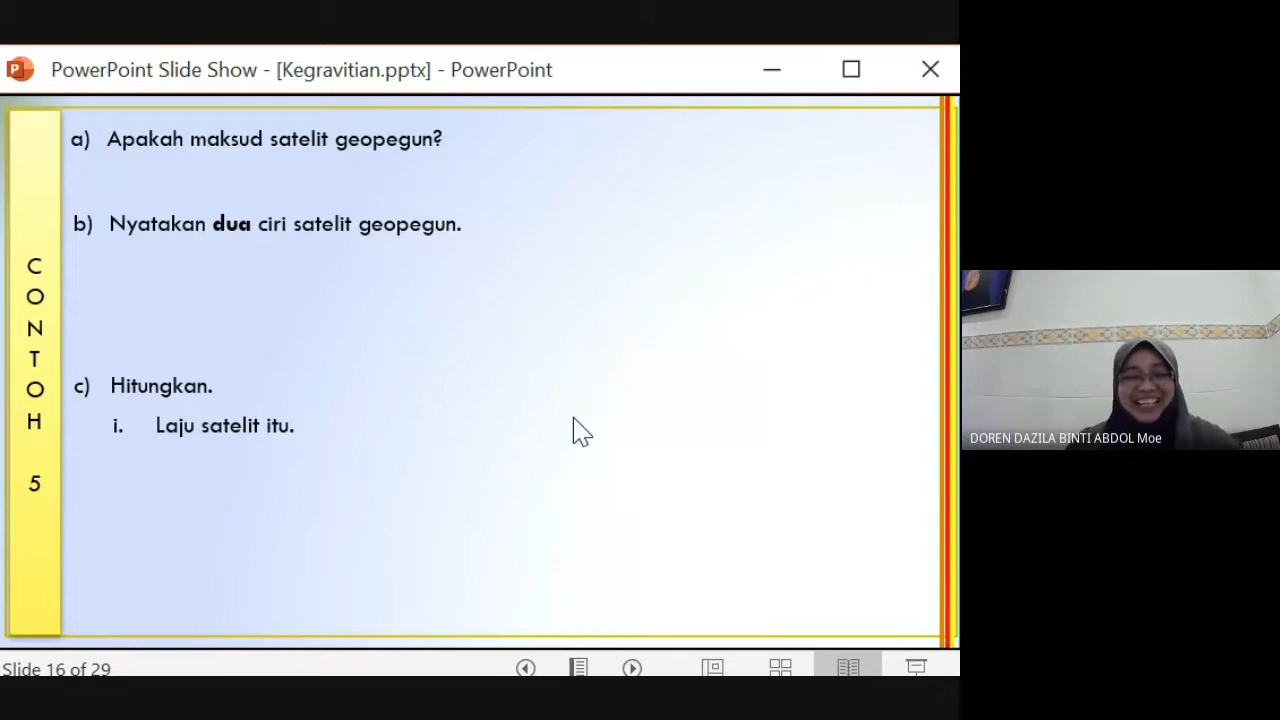 PowerPoint Slide Show - [Kegravitian.pptx] - PowerPoint
a) Apakah maksud satelit geopegun?
b) Nyatakan dua ciri satelit geopegun.
CONTOH 5
c) Hitungkan.
i. Laju satelit itu.
DOREN DAZILA BINTI ABDOL Moe
Slide 16 of 29